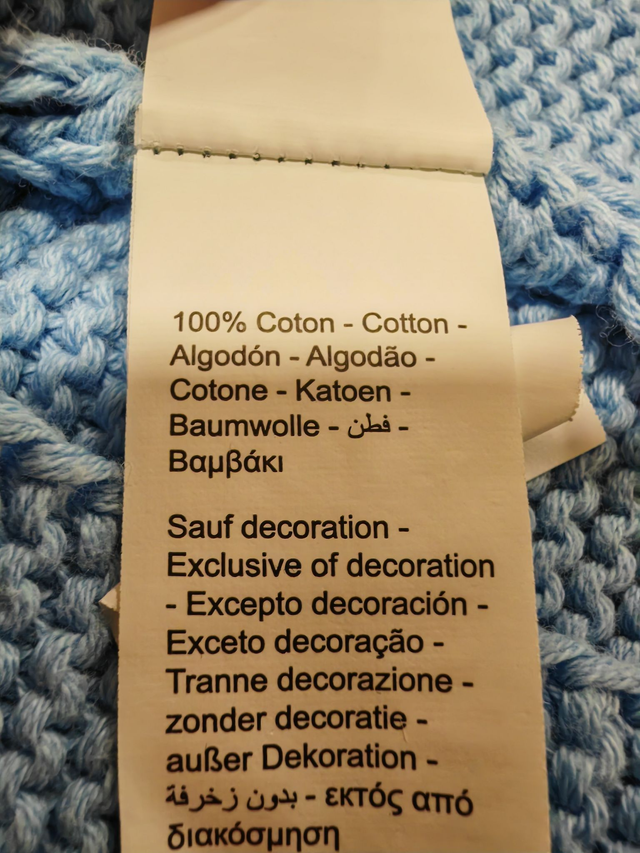 100% Coton - Cotton -
Algodón - Algodão -
Cotone - Katoen -
Baumwolle - قطن -
Βαμβάκι
Sauf decoration -
Exclusive of decoration
- Excepto decoración -
Exceto decoração -
Tranne decorazione -
zonder decoratie -
außer Dekoration -
بدون زخرفة - εκτός από
διακόσμηση